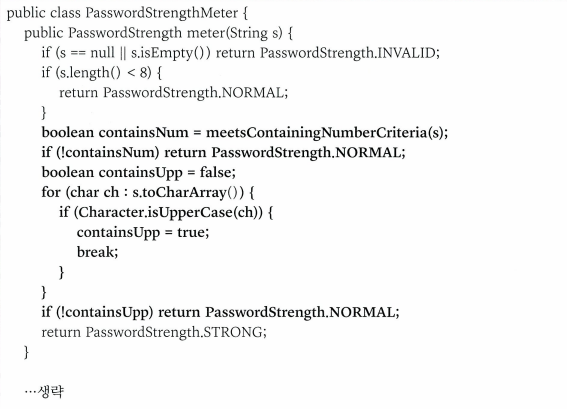 public class PasswordStrengthMeter {
public PasswordStrength meter(String s) {
if (s == null || s.isEmpty()) return PasswordStrength.INVALID;
if (s.length() < 8) {
return PasswordStrength.NORMAL;
}
boolean containsNum = meetsContainingNumberCriteria(s);
if (!containsNum) return PasswordStrength.NORMAL;
boolean containsUpp = false;
for (char ch : s.toCharArray()) {
if (Character.isUpperCase(ch)) {
containsUpp = true;
break;
}
}
if (!containsUpp) return PasswordStrength.NORMAL;
return PasswordStrength.STRONG;
}
…생략